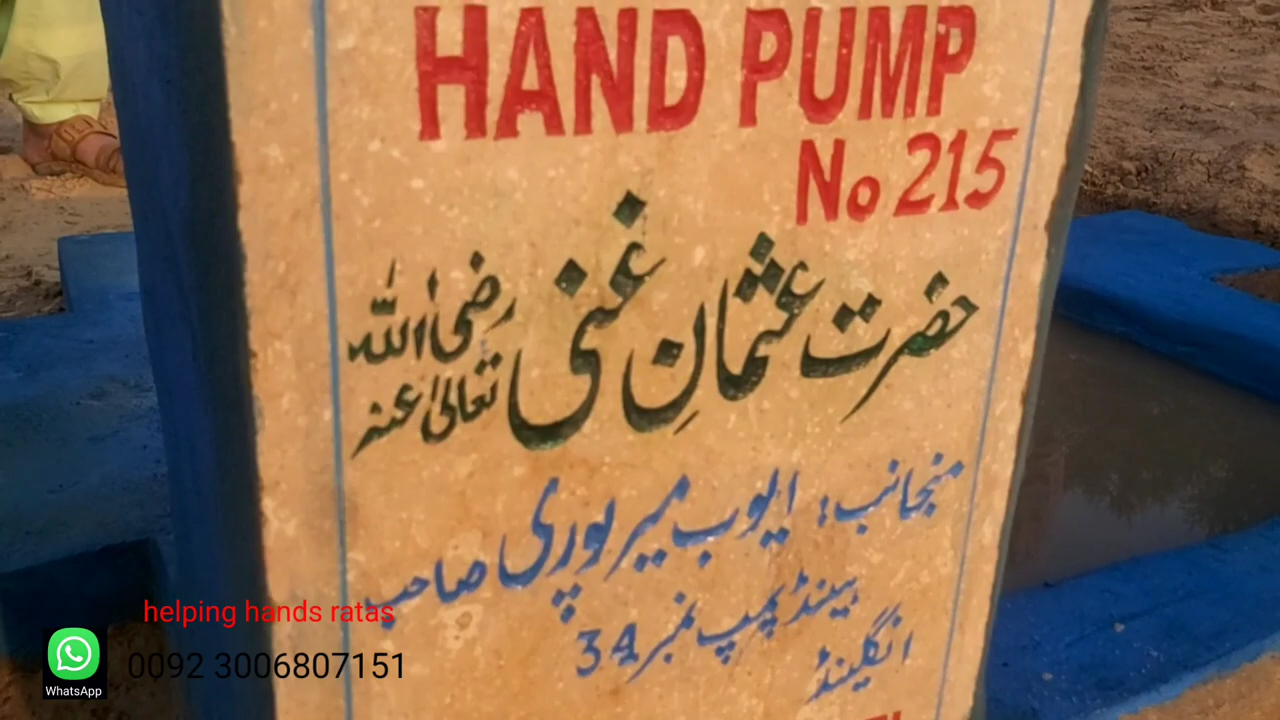 HAND PUMP
No 215
حضرت عثمانِ غنی رضی اللہ تعالیٰ عنہ
منجانب: ایوب میرپوری صاحب
ہینڈ پمپ نمبر 34
انگلینڈ
helping hands ratas
0092 3006807151
WhatsApp